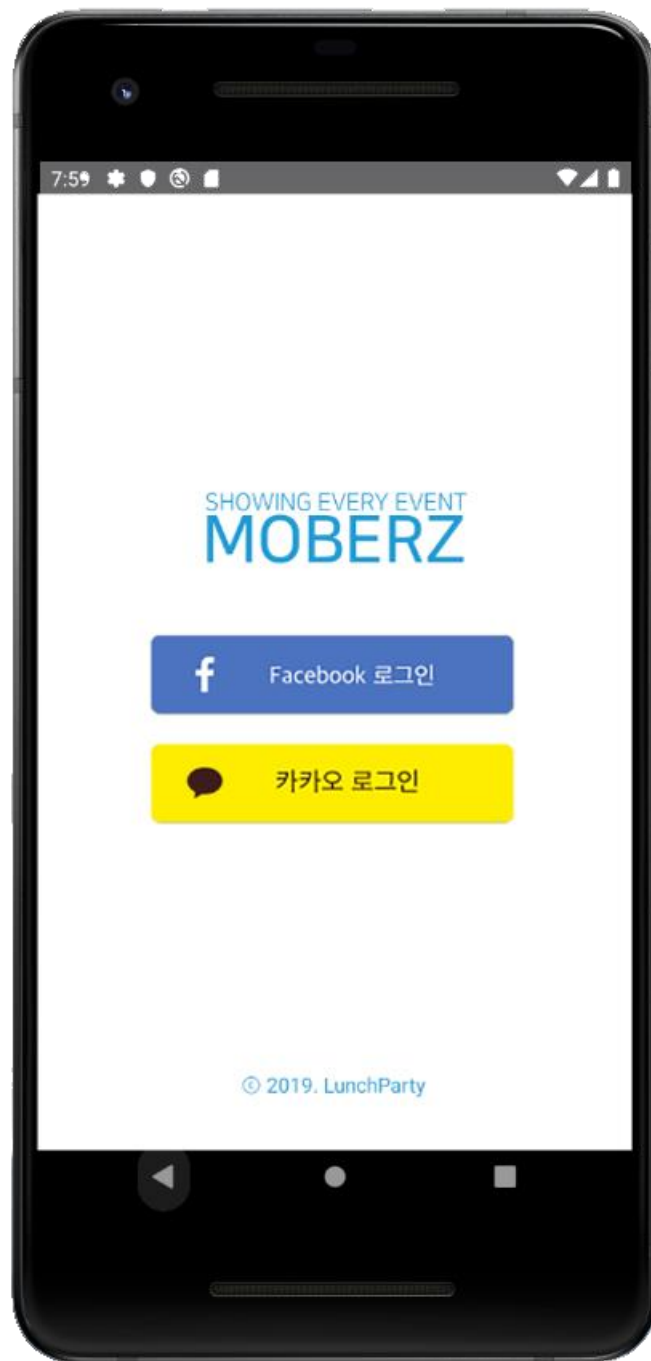 7:59
SHOWING EVERY EVENT
MOBERZ
Facebook 로그인
카카오 로그인
© 2019. LunchParty